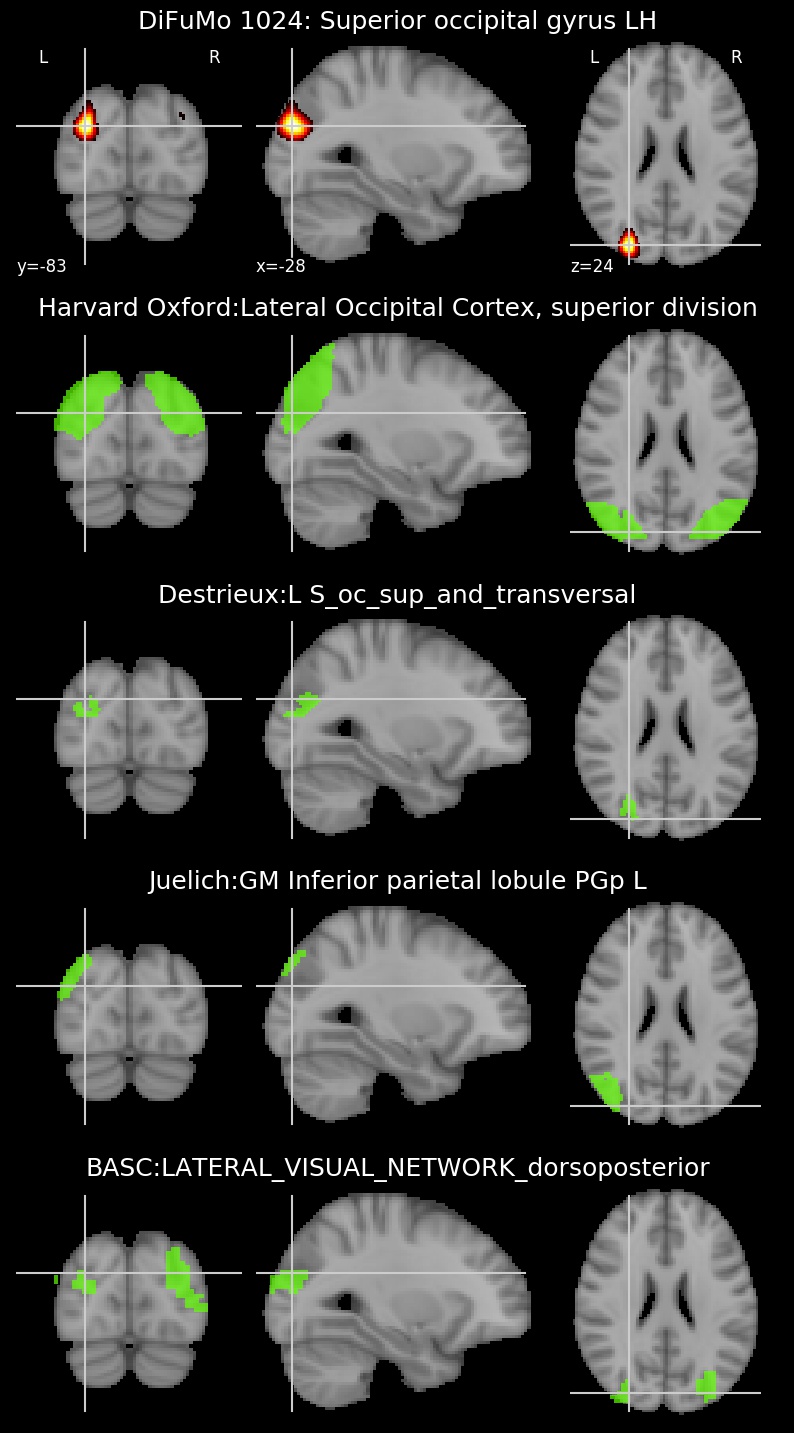 DiFuMo 1024: Superior occipital gyrus LH
L R L R
y=-83 x=-28 z=24
Harvard Oxford:Lateral Occipital Cortex, superior division
Destrieux:L S_oc_sup_and_transversal
Juelich:GM Inferior parietal lobule PGp L
BASC:LATERAL_VISUAL_NETWORK_dorsoposterior